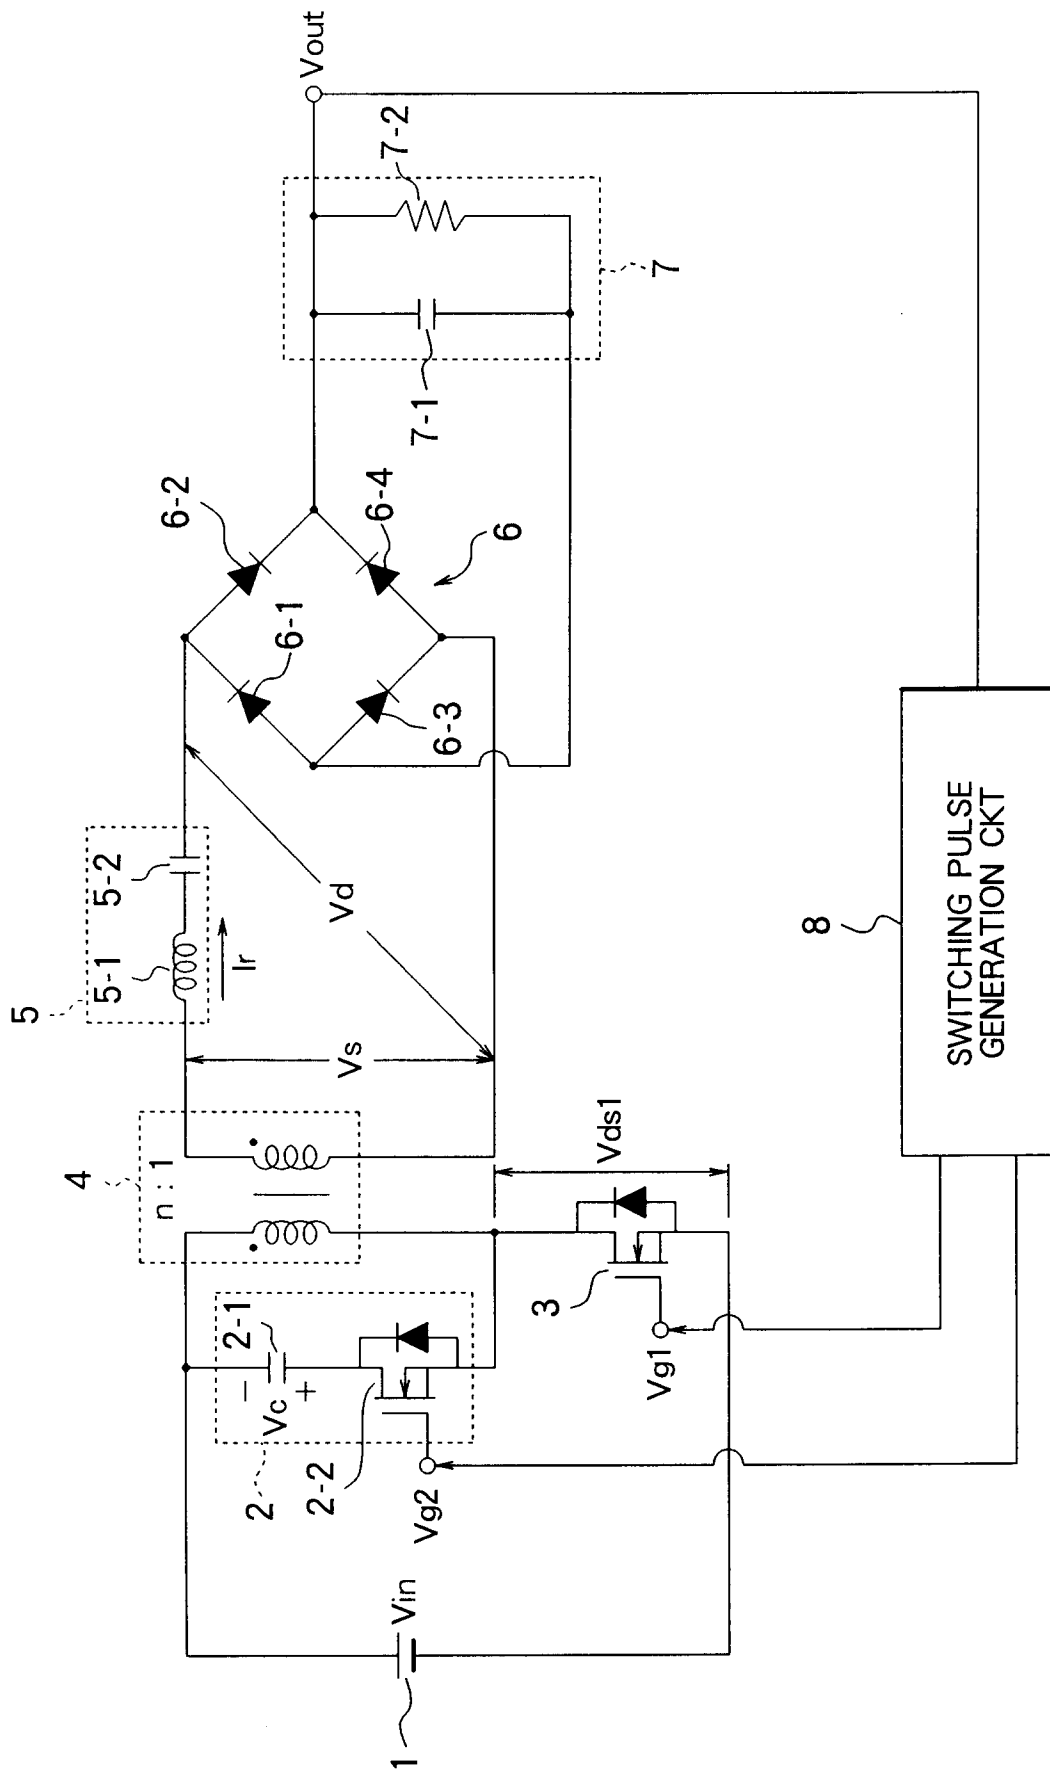 5
5-1
5-2
Ir
4
n : 1
Vs
Vd
6-2
6-1
6-4
6-3
6
7-1
7-2
7
Vout
2-1
−
Vc
+
2
2-2
Vg2
Vin
1
3
Vg1
Vds1
8
SWITCHING PULSE
GENERATION CKT